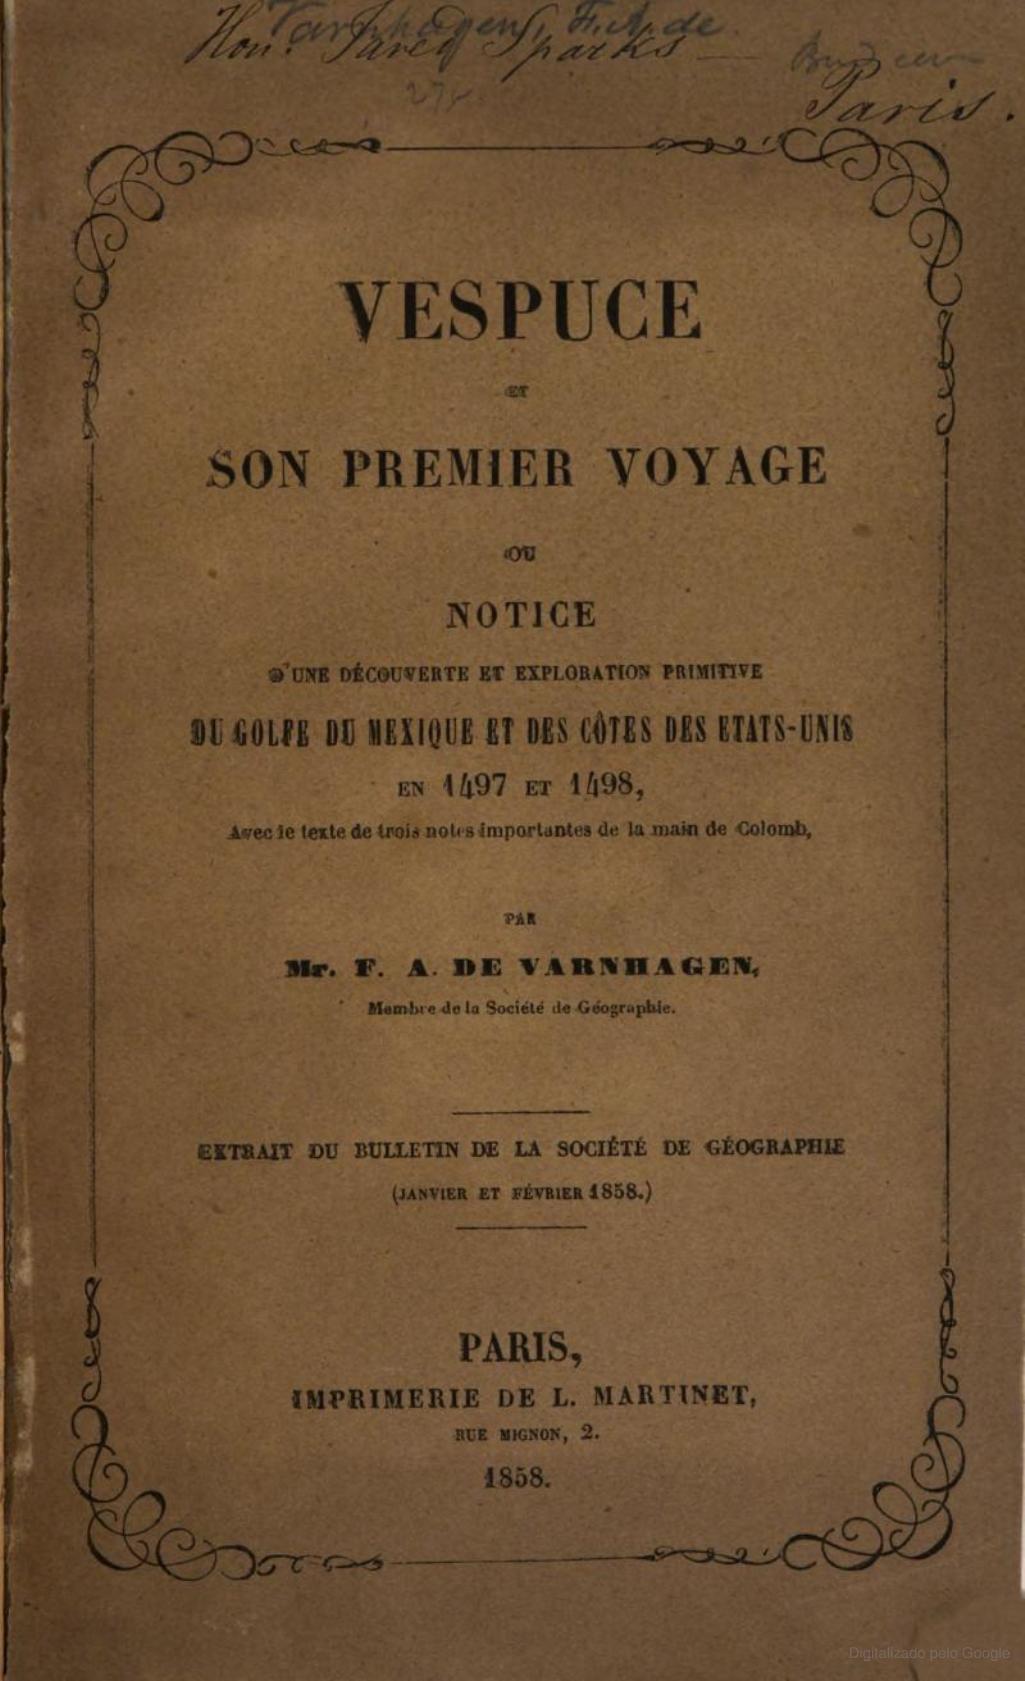 Varnhagen, F. A. de
Hon. Jared Sparks —
Paris.
VESPUCE
ET
SON PREMIER VOYAGE
OU
NOTICE
D'UNE DÉCOUVERTE ET EXPLORATION PRIMITIVE
DU GOLFE DU MEXIQUE ET DES CÔTES DES ETATS-UNIS
EN 1497 ET 1498,
Avec le texte de trois notes importantes de la main de Colomb,
PAR
Mr. F. A. DE VARNHAGEN,
Membre de la Société de Géographie.
EXTRAIT DU BULLETIN DE LA SOCIÉTÉ DE GÉOGRAPHIE
(JANVIER ET FÉVRIER 1858.)
PARIS,
IMPRIMERIE DE L. MARTINET,
RUE MIGNON, 2.
1858.
Digitalizado pelo Google